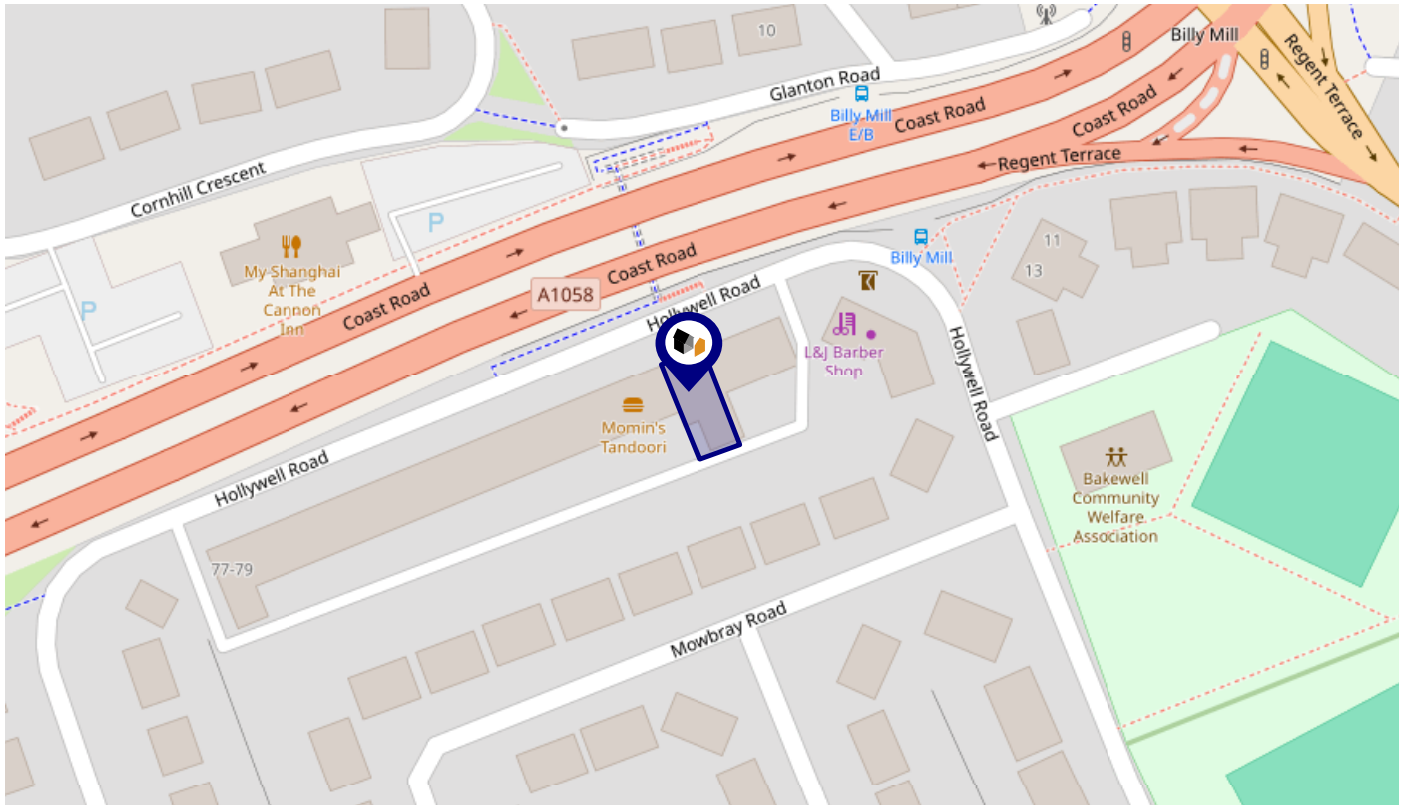 10
Billy Mill
Regent Terrace
Glanton Road
Billy Mill
E/B
Coast Road
Coast Road
Regent Terrace
Cornhill Crescent
P
My Shanghai
At The
Cannon
Inn
P
Coast Road
Coast Road
A1058
Hollywell Road
Billy Mill
11
13
L&J Barber
Shop
Hollywell Road
Momin's
Tandoori
Hollywell Road
Bakewell
Community
Welfare
Association
77-79
Mowbray Road